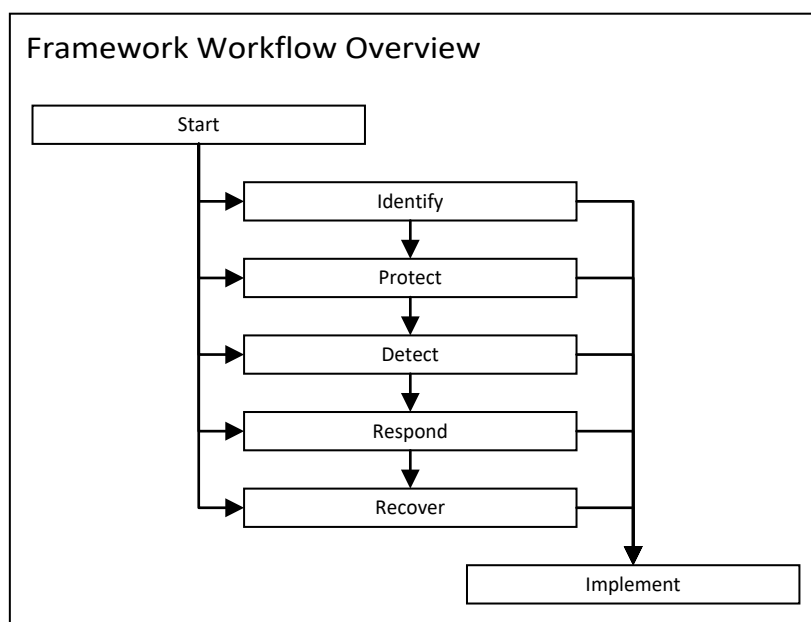 Framework Workflow Overview
Start
Identify
Protect
Detect
Respond
Recover
Implement